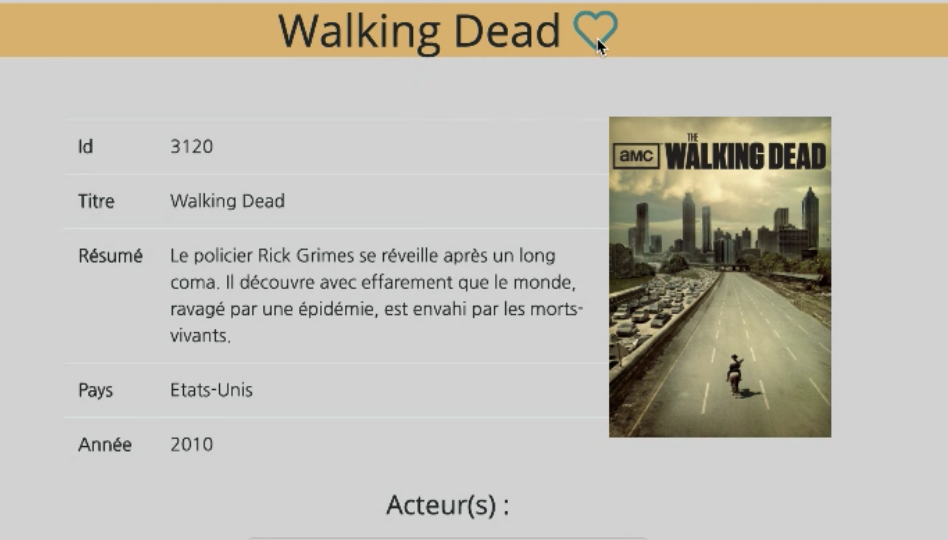 Walking Dead
Id 3120
Titre Walking Dead
Résumé Le policier Rick Grimes se réveille après un long
coma. Il découvre avec effarement que le monde,
ravagé par une épidémie, est envahi par les morts-
vivants.
Pays Etats-Unis
Année 2010
THE
amc WALKING DEAD
Acteur(s) :